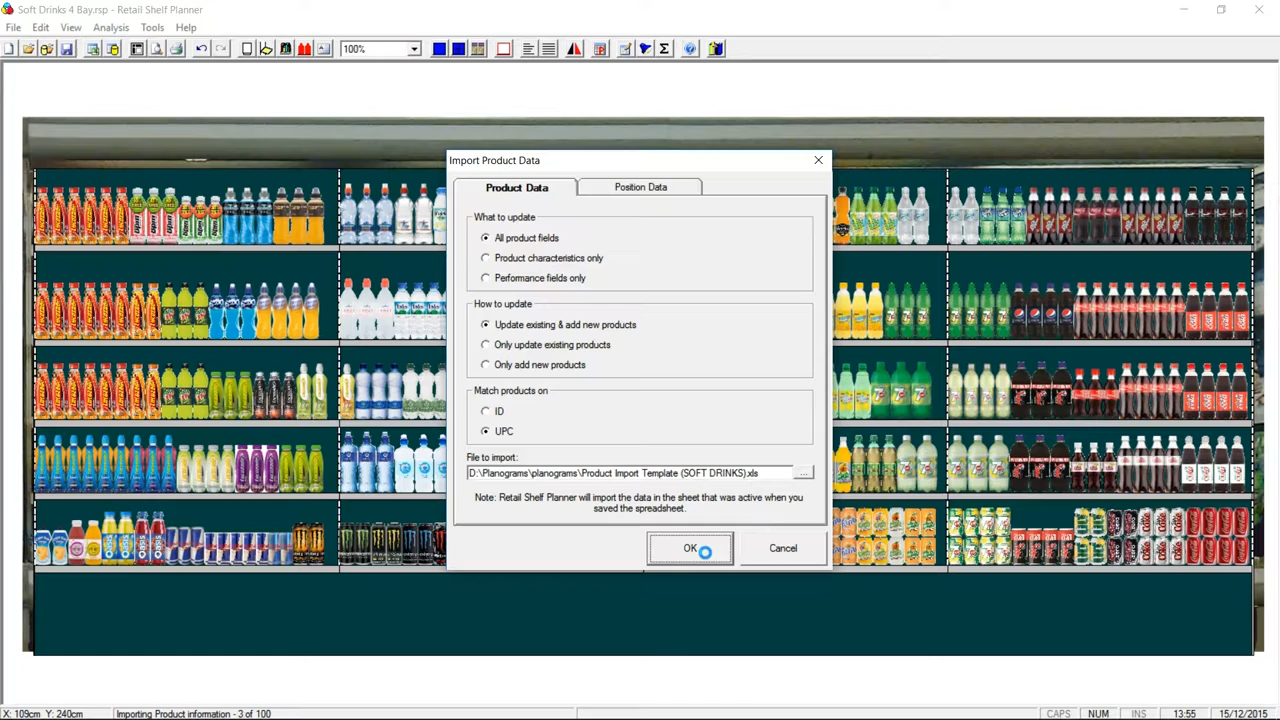 Soft Drinks 4 Bay.rsp - Retail Shelf Planner
File Edit View Analysis Tools Help
100%
Import Product Data
Product Data Position Data
What to update
All product fields
Product characteristics only
Performance fields only
How to update
Update existing & add new products
Only update existing products
Only add new products
Match products on
ID
UPC
File to import:
D:\Planograms\planograms\Product Import Template (SOFT DRINKS).xls ...
Note: Retail Shelf Planner will import the data in the sheet that was active when you
saved the spreadsheet.
OK Cancel
X: 109cm Y: 240cm Importing Product information - 3 of 100 CAPS NUM INS 13:55 15/12/2015